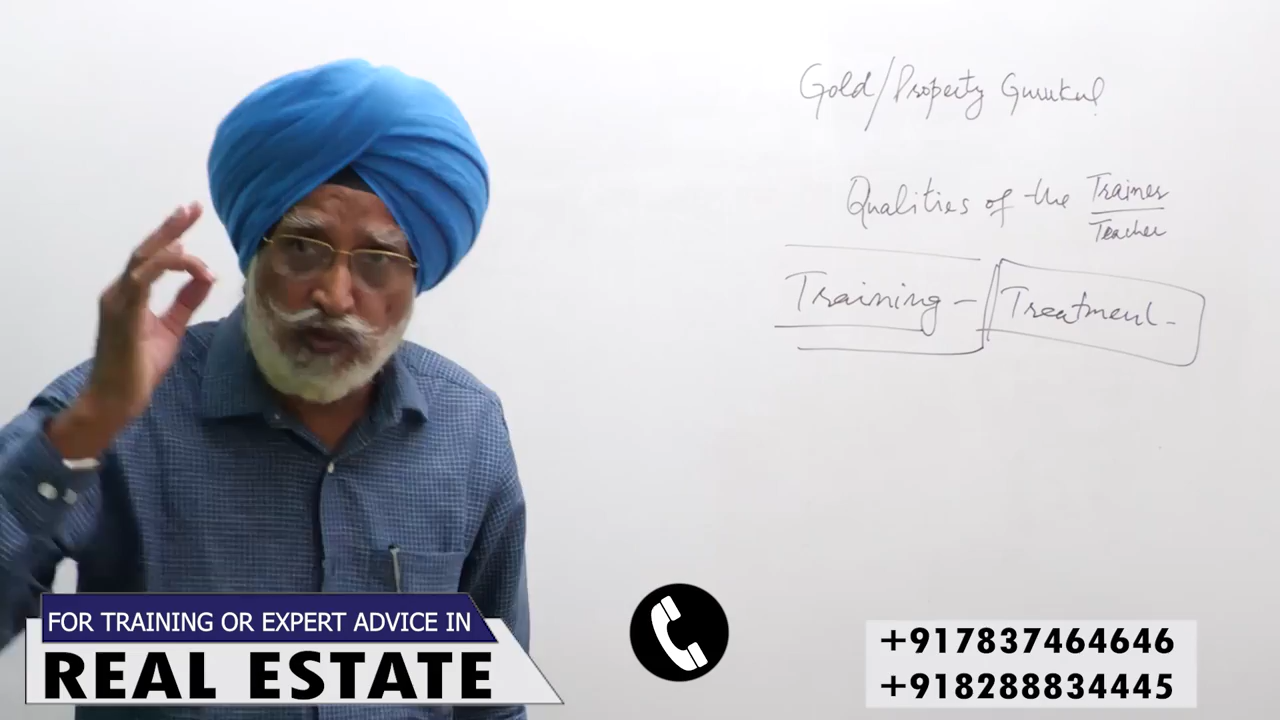 Gold/Property Gurukul
Qualities of the Trainer
Teacher
Training - Treatment -
FOR TRAINING OR EXPERT ADVICE IN
REAL ESTATE
+917837464646
+918288834445